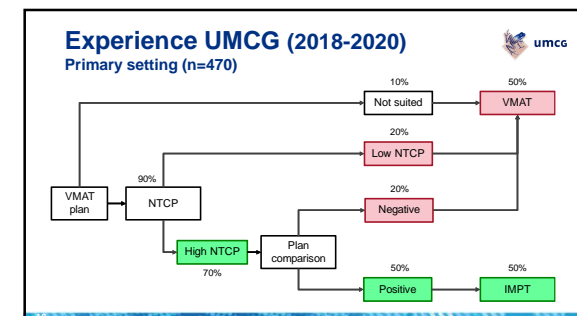 Experience UMCG (2018-2020)
Primary setting (n=470)
umcg
10%
50%
Not suited
VMAT
20%
Low NTCP
90%
20%
VMAT
plan
NTCP
Negative
High NTCP
Plan
comparison
70%
50%
50%
Positive
IMPT